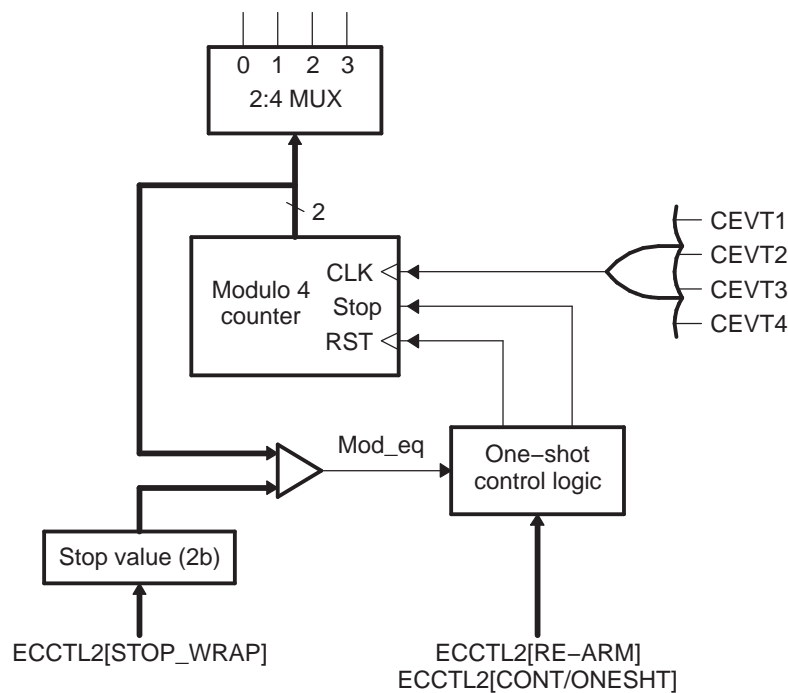 0 1 2 3
2:4 MUX
2
CEVT1
CEVT2
CEVT3
CEVT4
Modulo 4
counter
CLK
Stop
RST
Mod_eq
One−shot
control logic
Stop value (2b)
ECCTL2[STOP_WRAP]
ECCTL2[RE−ARM]
ECCTL2[CONT/ONESHT]